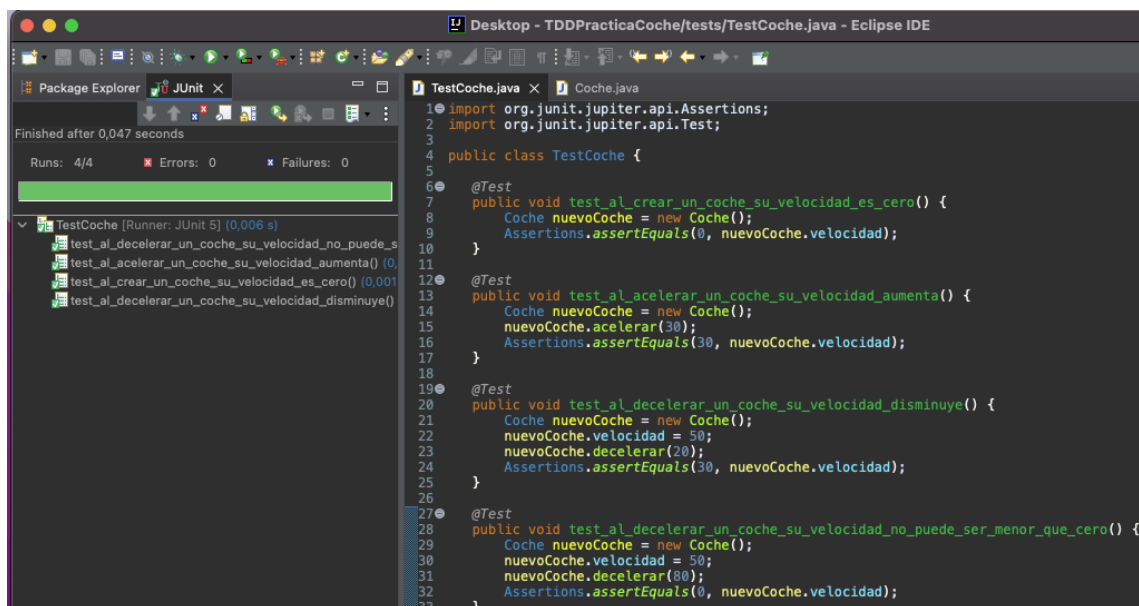 Desktop - TDDPracticaCoche/tests/TestCoche.java - Eclipse IDE
Package Explorer JUnit
Finished after 0,047 seconds
Runs: 4/4 Errors: 0 Failures: 0
TestCoche [Runner: JUnit 5] (0,006 s)
test_al_decelerar_un_coche_su_velocidad_no_puede_s
test_al_acelerar_un_coche_su_velocidad_aumenta() (0,
test_al_crear_un_coche_su_velocidad_es_cero() (0,001
test_al_decelerar_un_coche_su_velocidad_disminuye()
TestCoche.java Coche.java
1 import org.junit.jupiter.api.Assertions;
2 import org.junit.jupiter.api.Test;
3
4 public class TestCoche {
5
6 @Test
7 public void test_al_crear_un_coche_su_velocidad_es_cero() {
8 Coche nuevoCoche = new Coche();
9 Assertions.assertEquals(0, nuevoCoche.velocidad);
10 }
11
12 @Test
13 public void test_al_acelerar_un_coche_su_velocidad_aumenta() {
14 Coche nuevoCoche = new Coche();
15 nuevoCoche.acelerar(30);
16 Assertions.assertEquals(30, nuevoCoche.velocidad);
17 }
18
19 @Test
20 public void test_al_decelerar_un_coche_su_velocidad_disminuye() {
21 Coche nuevoCoche = new Coche();
22 nuevoCoche.velocidad = 50;
23 nuevoCoche.decelerar(20);
24 Assertions.assertEquals(30, nuevoCoche.velocidad);
25 }
26
27 @Test
28 public void test_al_decelerar_un_coche_su_velocidad_no_puede_ser_menor_que_cero() {
29 Coche nuevoCoche = new Coche();
30 nuevoCoche.velocidad = 50;
31 nuevoCoche.decelerar(80);
32 Assertions.assertEquals(0, nuevoCoche.velocidad);